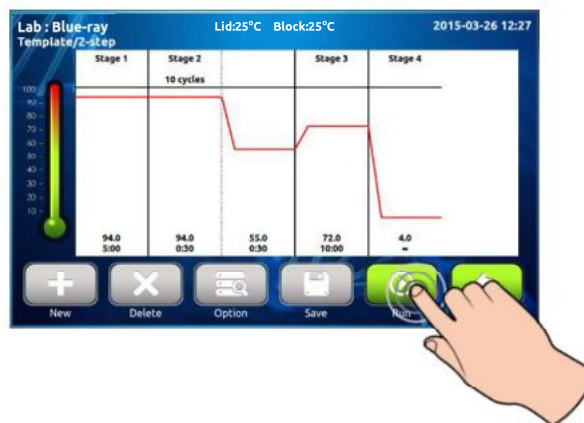 Lab : Blue-ray Lid:25°C Block:25°C 2015-03-26 12:27
Template/2-step
Stage 1 Stage 2 Stage 3 Stage 4
10 cycles
100
90
80
70
60
50
40
30
20
10
94.0 94.0 55.0 72.0 4.0
5:00 0:30 0:30 10:00 ∞
New Delete Option Save Run